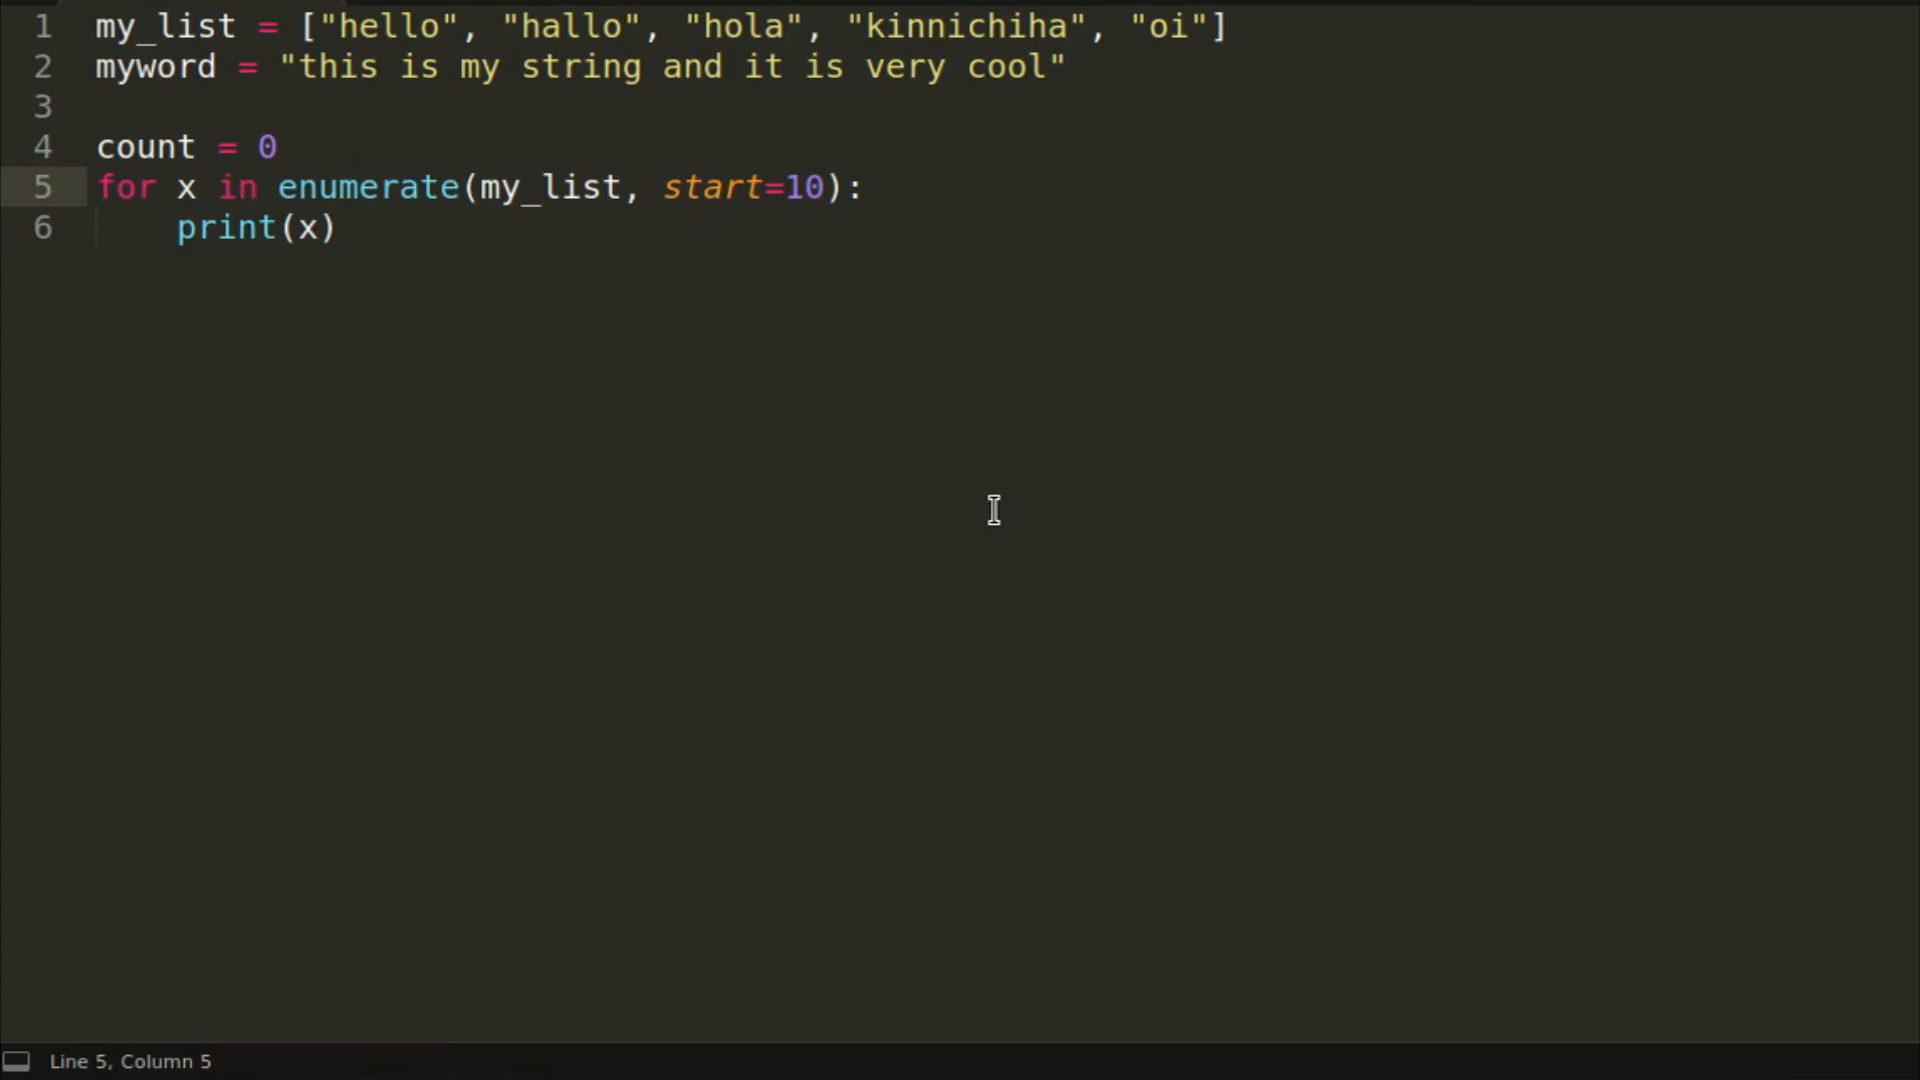 1 my_list = ["hello", "hallo", "hola", "kinnichiha", "oi"]
2 myword = "this is my string and it is very cool"
3
4 count = 0
5 for x in enumerate(my_list, start=10):
6     print(x)
Line 5, Column 5